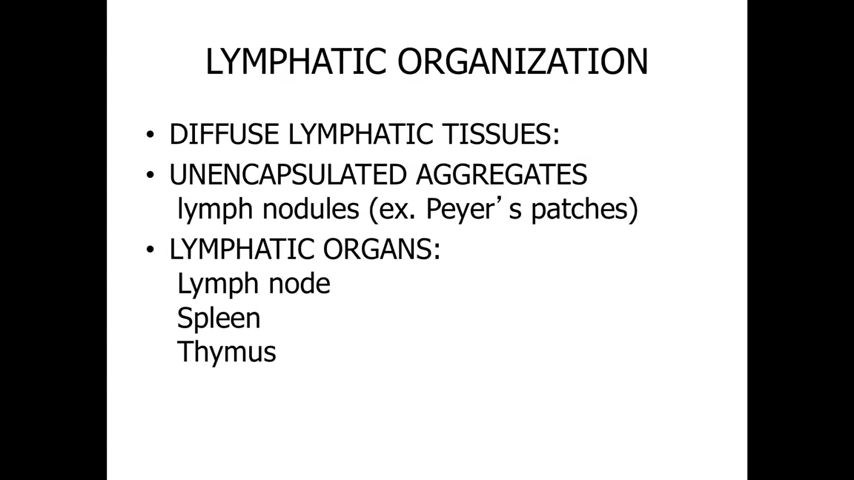 LYMPHATIC ORGANIZATION
• DIFFUSE LYMPHATIC TISSUES:
• UNENCAPSULATED AGGREGATES
lymph nodules (ex. Peyer’s patches)
• LYMPHATIC ORGANS:
Lymph node
Spleen
Thymus